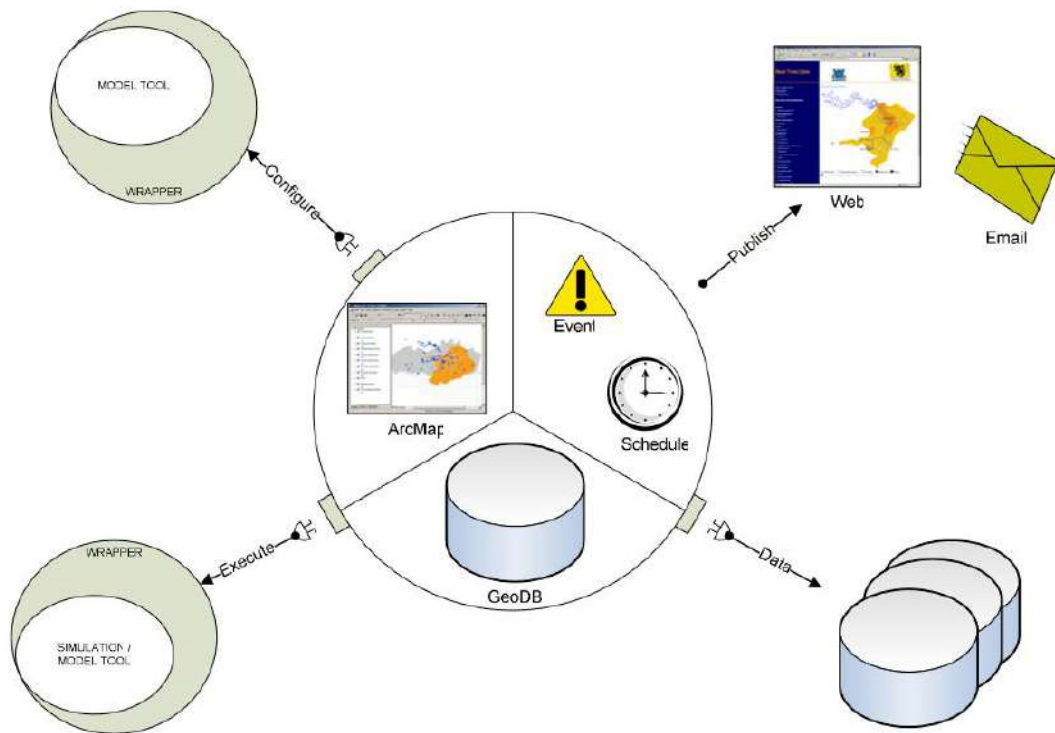 MODEL TOOL
WRAPPER
Configure
Web
Email
Publish
Event
ArcMap
Schedule
GeoDB
Execute
Data
WRAPPER
SIMULATION /
MODEL TOOL